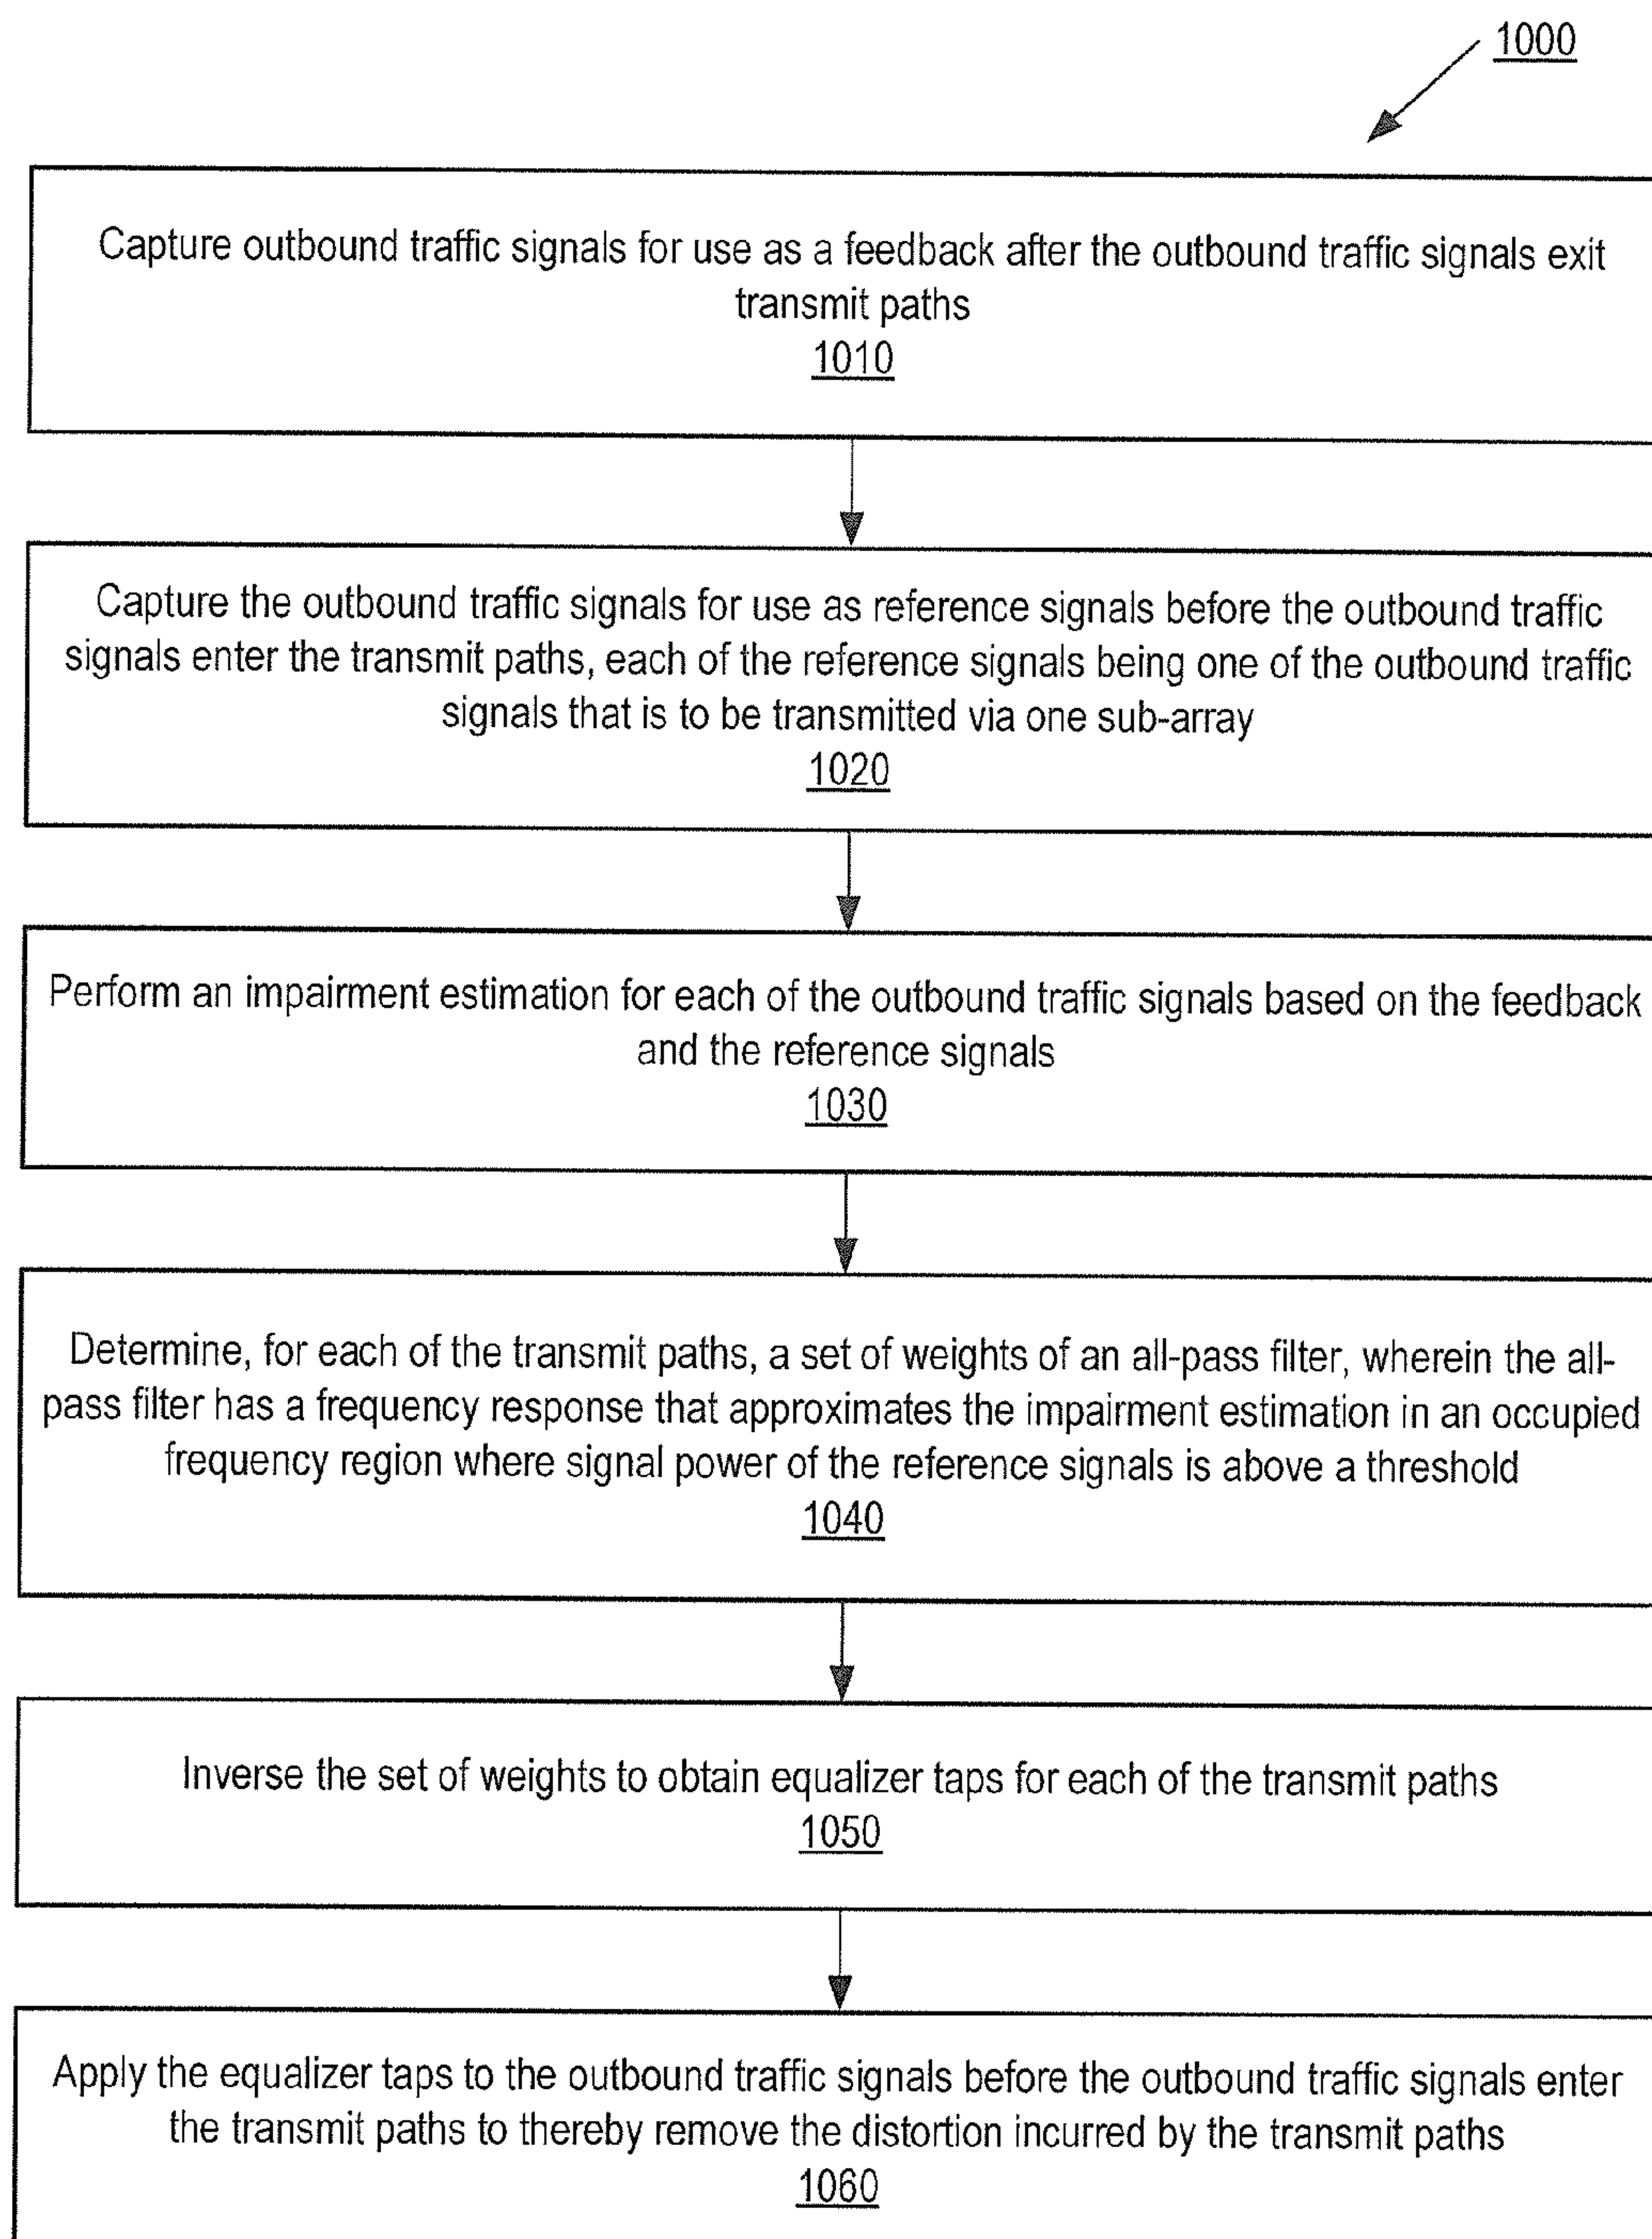 1000
Capture outbound traffic signals for use as a feedback after the outbound traffic signals exit
transmit paths
1010
Capture the outbound traffic signals for use as reference signals before the outbound traffic
signals enter the transmit paths, each of the reference signals being one of the outbound traffic
signals that is to be transmitted via one sub-array
1020
Perform an impairment estimation for each of the outbound traffic signals based on the feedback
and the reference signals
1030
Determine, for each of the transmit paths, a set of weights of an all-pass filter, wherein the all-
pass filter has a frequency response that approximates the impairment estimation in an occupied
frequency region where signal power of the reference signals is above a threshold
1040
Inverse the set of weights to obtain equalizer taps for each of the transmit paths
1050
Apply the equalizer taps to the outbound traffic signals before the outbound traffic signals enter
the transmit paths to thereby remove the distortion incurred by the transmit paths
1060